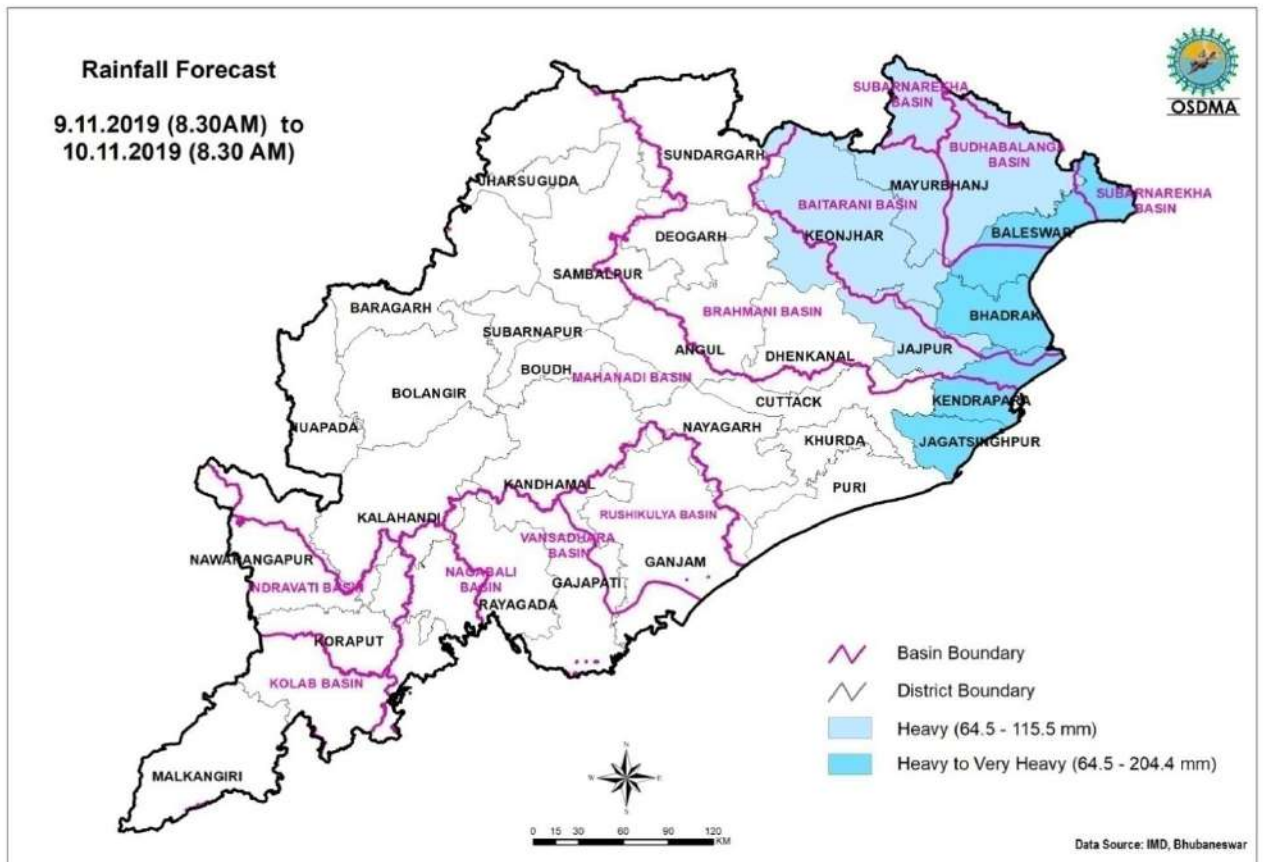 Rainfall Forecast
9.11.2019 (8.30AM) to
10.11.2019 (8.30 AM)
OSDMA
SUBARNAREKHA
BASIN
BUDHABALANGA
BASIN
SUNDARGARH
JHARSUGUDA
MAYURBHANJ
SUBARNAREKHA
BASIN
BAITARANI BASIN
KEONJHAR
BALESWAR
DEOGARH
SAMBALPUR
BARAGARH
BRAHMANI BASIN
BHADRAK
SUBARNAPUR
ANGUL
DHENKANAL
JAJPUR
BOUDH
MAHANADI BASIN
BOLANGIR
CUTTACK
KENDRAPARA
NUAPADA
NAYAGARH
KHURDA
JAGATSINGHPUR
KANDHAMAL
PURI
KALAHANDI
RUSHIKULYA BASIN
VANSADHARA
BASIN
NAWARANGAPUR
GANJAM
INDRAVATI BASIN
NAGABALI
BASIN
GAJAPATI
RAYAGADA
KORAPUT
KOLAB BASIN
MALKANGIRI
Basin Boundary
District Boundary
Heavy (64.5 - 115.5 mm)
Heavy to Very Heavy (64.5 - 204.4 mm)
N
W E
S
0 15 30 60 90 120
KM
Data Source: IMD, Bhubaneswar